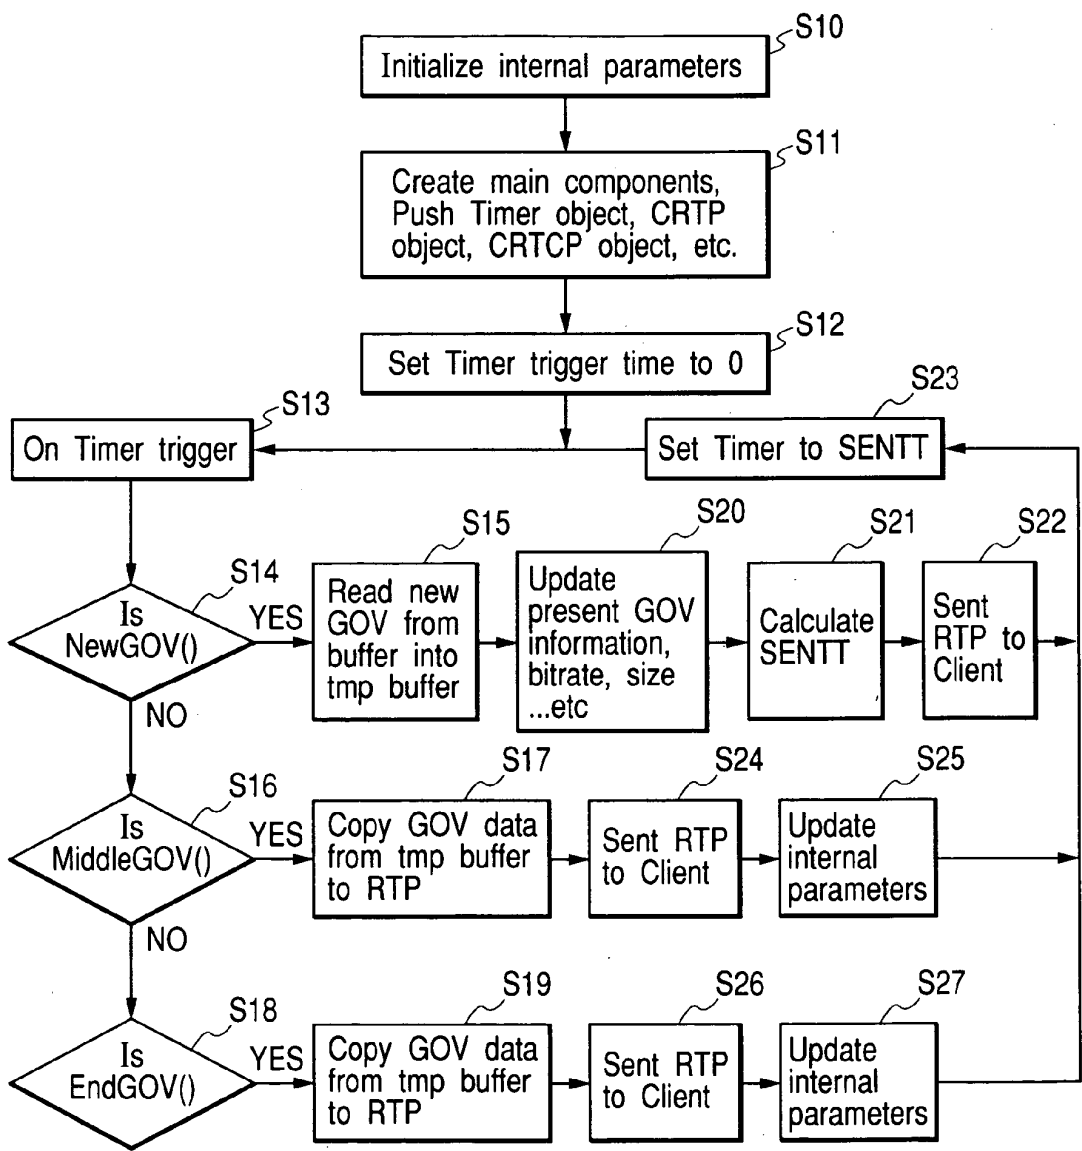 S10
Initialize internal parameters
S11
Create main components,
Push Timer object, CRTP
object, CRTCP object, etc.
S12
Set Timer trigger time to 0
S13
On Timer trigger
S23
Set Timer to SENTT
S14
Is
NewGOV()
YES
NO
S15
Read new
GOV from
buffer into
tmp buffer
S20
Update
present GOV
information,
bitrate, size
...etc
S21
Calculate
SENTT
S22
Sent
RTP to
Client
S16
Is
MiddleGOV()
YES
NO
S17
Copy GOV data
from tmp buffer
to RTP
S24
Sent RTP
to Client
S25
Update
internal
parameters
S18
Is
EndGOV()
YES
S19
Copy GOV data
from tmp buffer
to RTP
S26
Sent RTP
to Client
S27
Update
internal
parameters